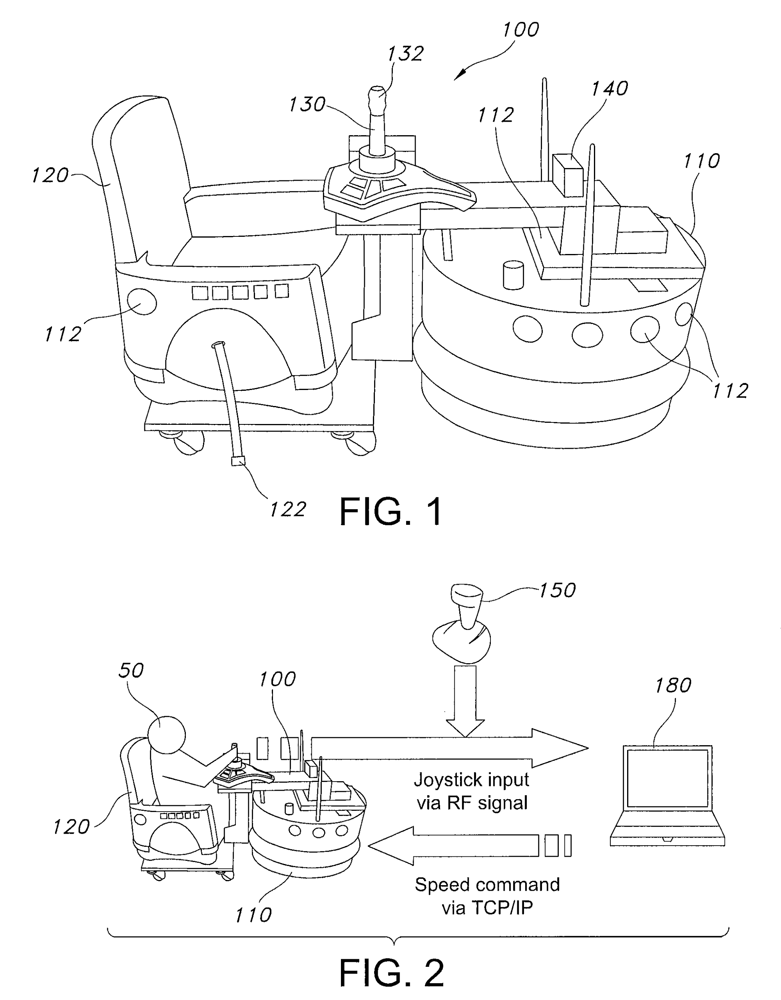 100
132
140
130
112
110
120
112
112
122
FIG. 1
150
50
100
180
Joystick input
via RF signal
120
Speed command
via TCP/IP
110
FIG. 2